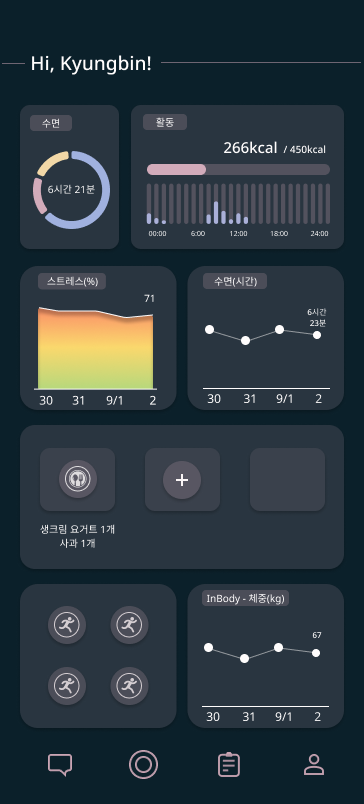 Hi, Kyungbin!
수면
6시간 21분
활동
266kcal / 450kcal
00:00 6:00 12:00 18:00 24:00
스트레스(%)
71
30 31 9/1 2
수면(시간)
6시간
23분
30 31 9/1 2
생크림 요거트 1개
사과 1개
InBody - 체중(kg)
67
30 31 9/1 2